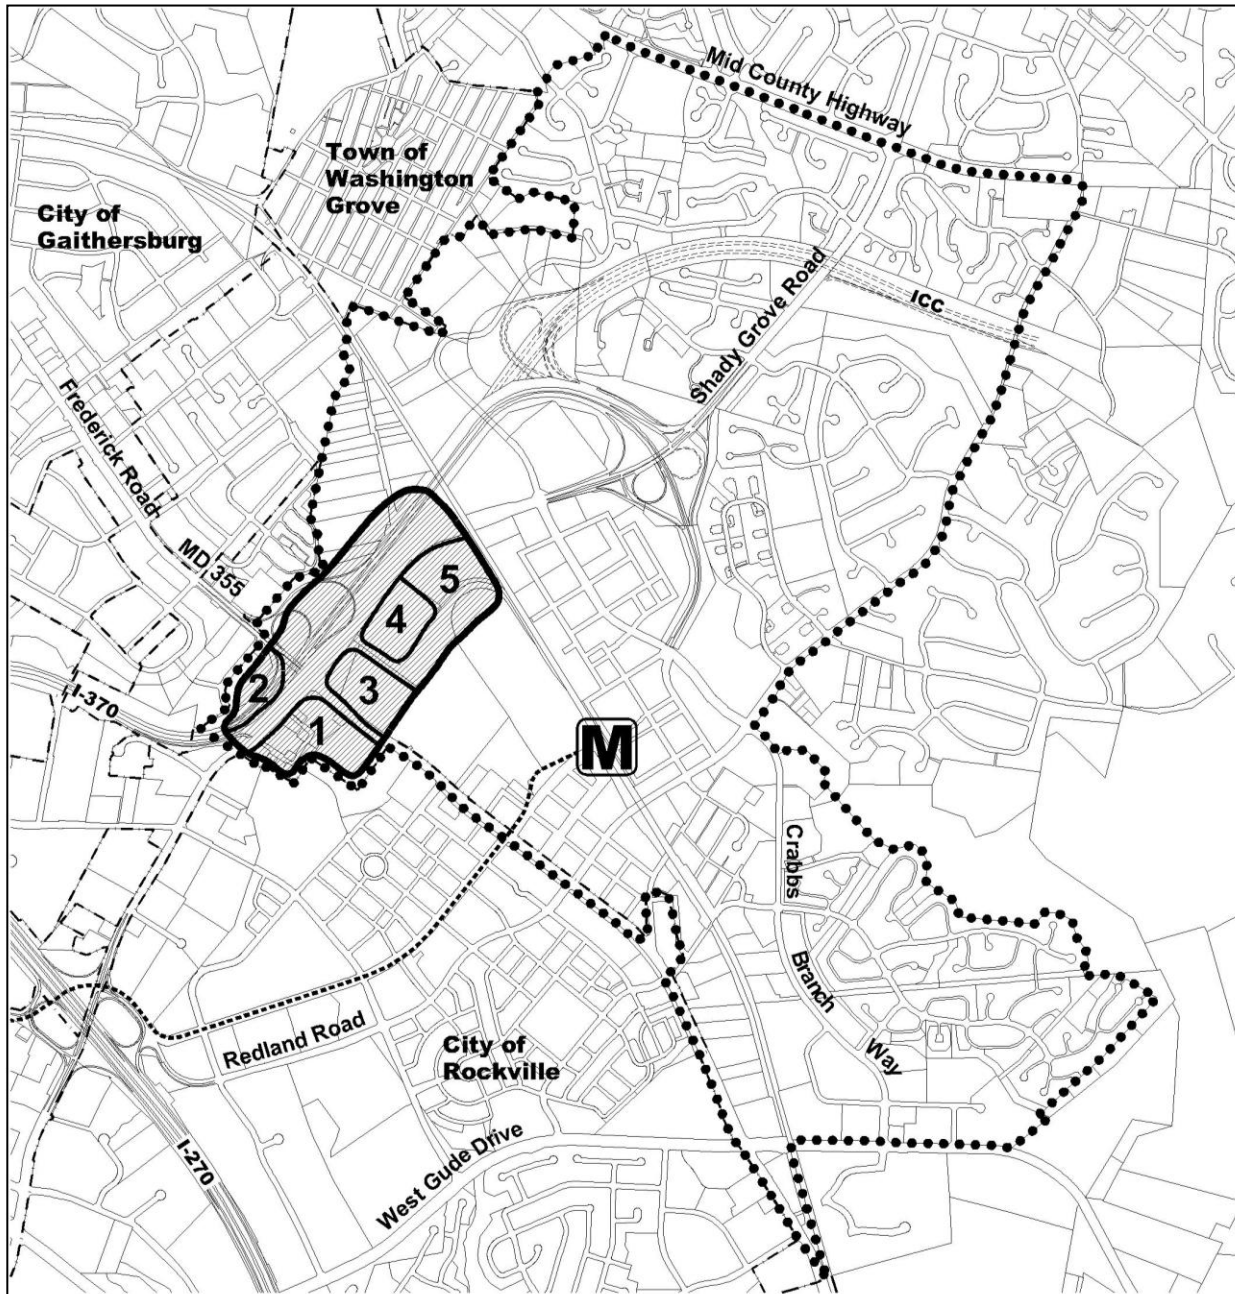 Mid County Highway
Town of
Washington
Grove
City of
Gaithersburg
Shady Grove Road
ICC
Frederick Road
MD 355
5
4
2
3
I-370
1
M
Crabbs
Branch
Way
Redland Road
City of
Rockville
West Gude Drive
I-270